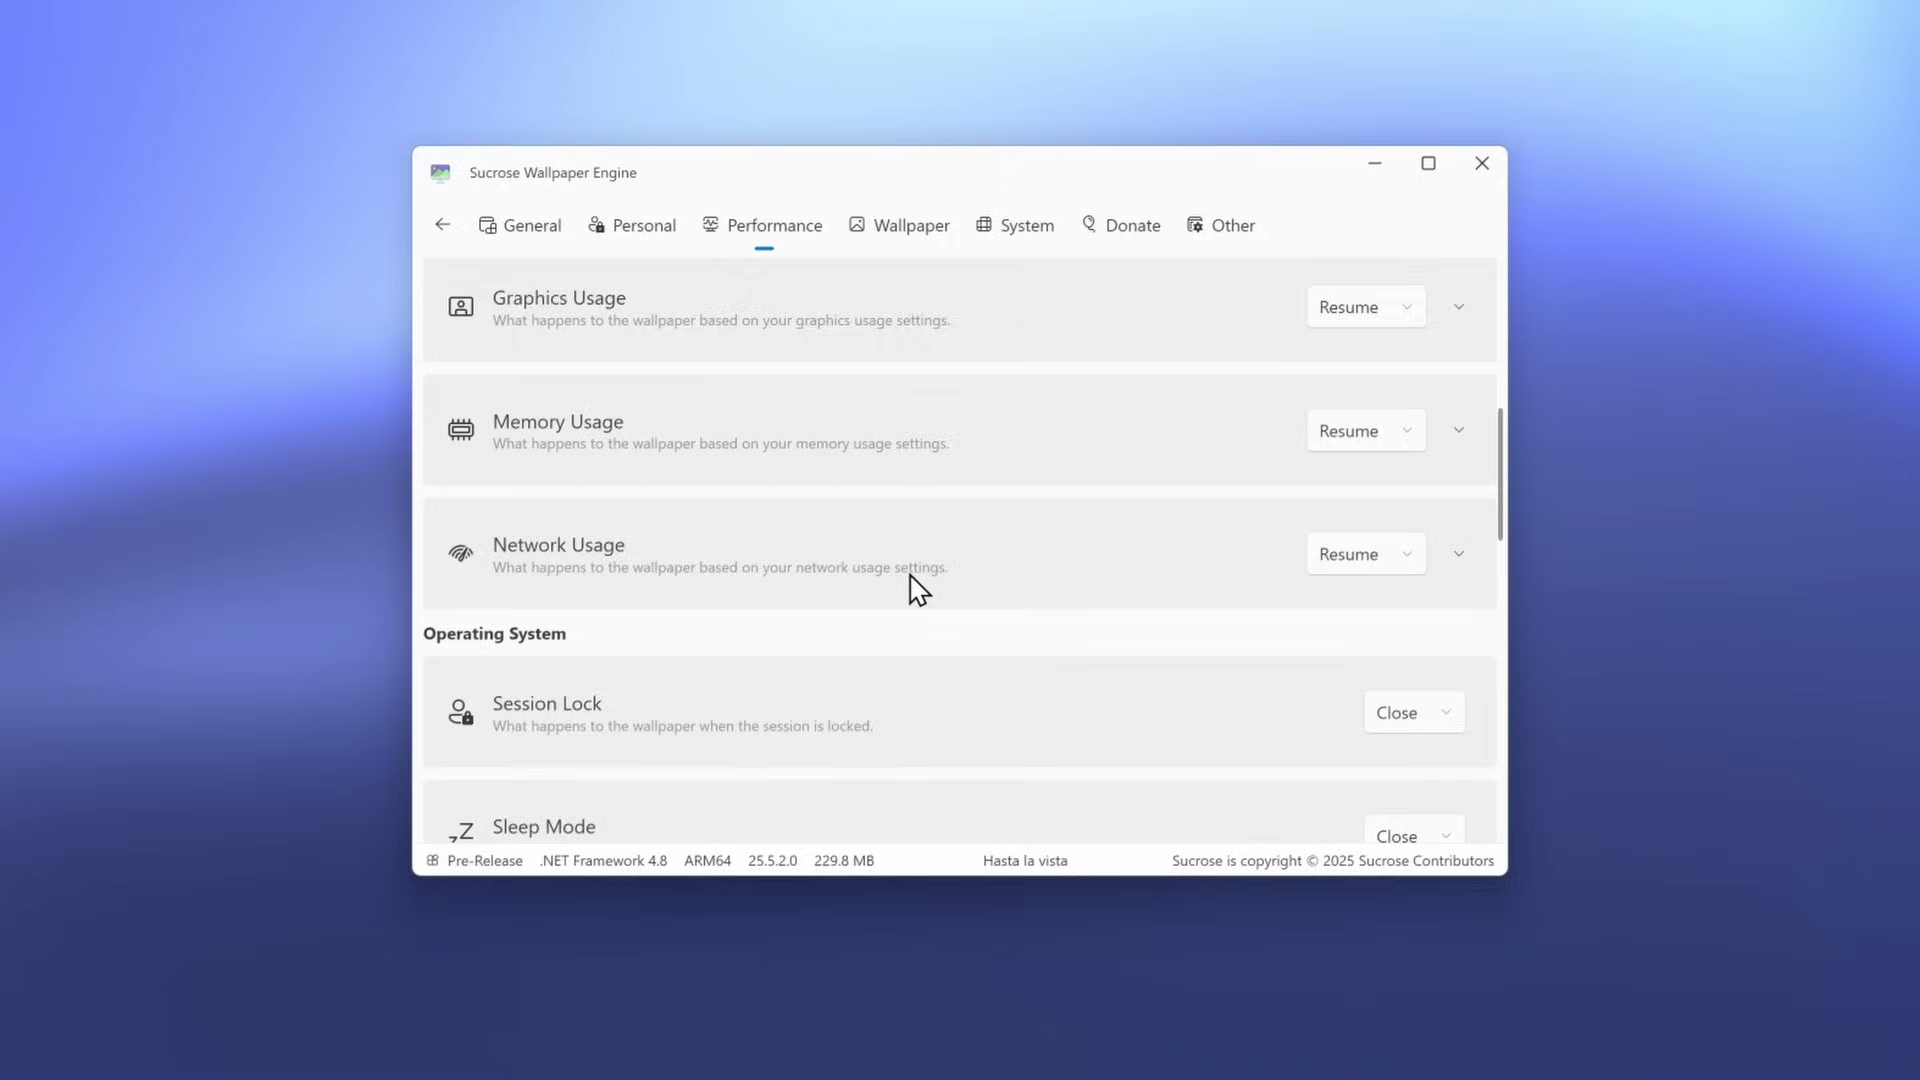 Sucrose Wallpaper Engine
General Personal Performance Wallpaper System Donate Other
Graphics Usage
What happens to the wallpaper based on your graphics usage settings.
Resume
Memory Usage
What happens to the wallpaper based on your memory usage settings.
Resume
Network Usage
What happens to the wallpaper based on your network usage settings.
Resume
Operating System
Session Lock
What happens to the wallpaper when the session is locked.
Close
Sleep Mode
Close
Pre-Release .NET Framework 4.8 ARM64 25.5.2.0 229.8 MB Hasta la vista Sucrose is copyright © 2025 Sucrose Contributors